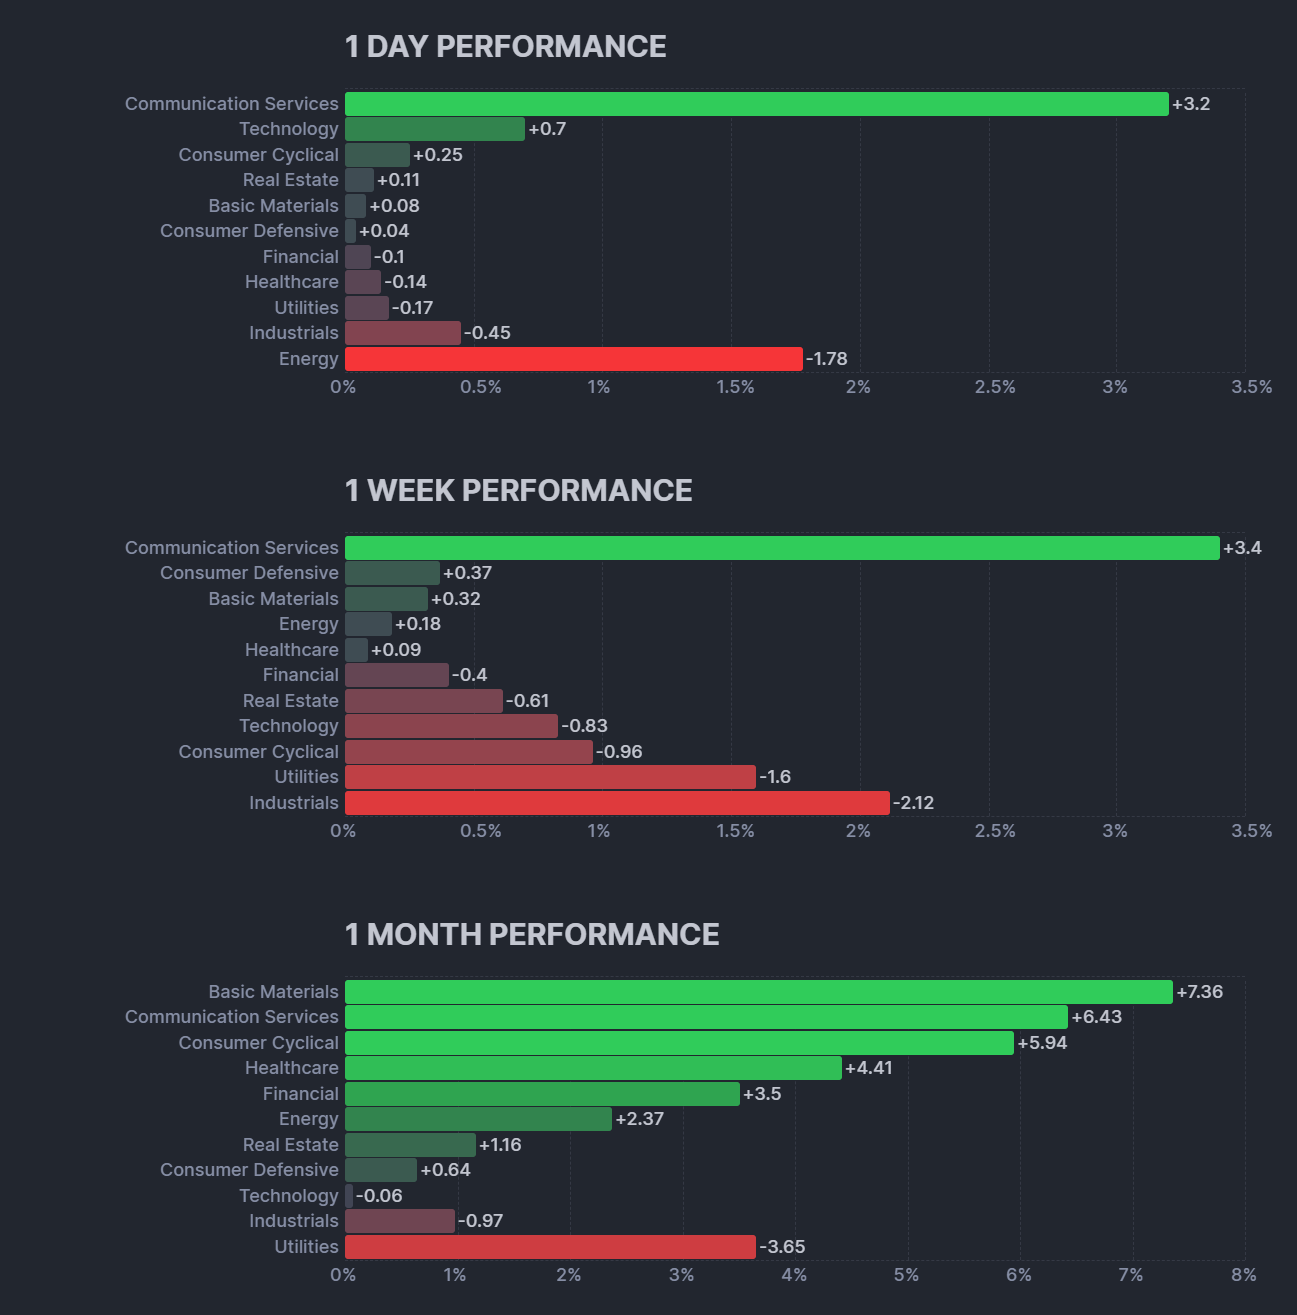 1 DAY PERFORMANCE
Communication Services +3.2
Technology +0.7
Consumer Cyclical +0.25
Real Estate +0.11
Basic Materials +0.08
Consumer Defensive +0.04
Financial -0.1
Healthcare -0.14
Utilities -0.17
Industrials -0.45
Energy -1.78
0% 0.5% 1% 1.5% 2% 2.5% 3% 3.5%
1 WEEK PERFORMANCE
Communication Services +3.4
Consumer Defensive +0.37
Basic Materials +0.32
Energy +0.18
Healthcare +0.09
Financial -0.4
Real Estate -0.61
Technology -0.83
Consumer Cyclical -0.96
Utilities -1.6
Industrials -2.12
0% 0.5% 1% 1.5% 2% 2.5% 3% 3.5%
1 MONTH PERFORMANCE
Basic Materials +7.36
Communication Services +6.43
Consumer Cyclical +5.94
Healthcare +4.41
Financial +3.5
Energy +2.37
Real Estate +1.16
Consumer Defensive +0.64
Technology -0.06
Industrials -0.97
Utilities -3.65
0% 1% 2% 3% 4% 5% 6% 7% 8%